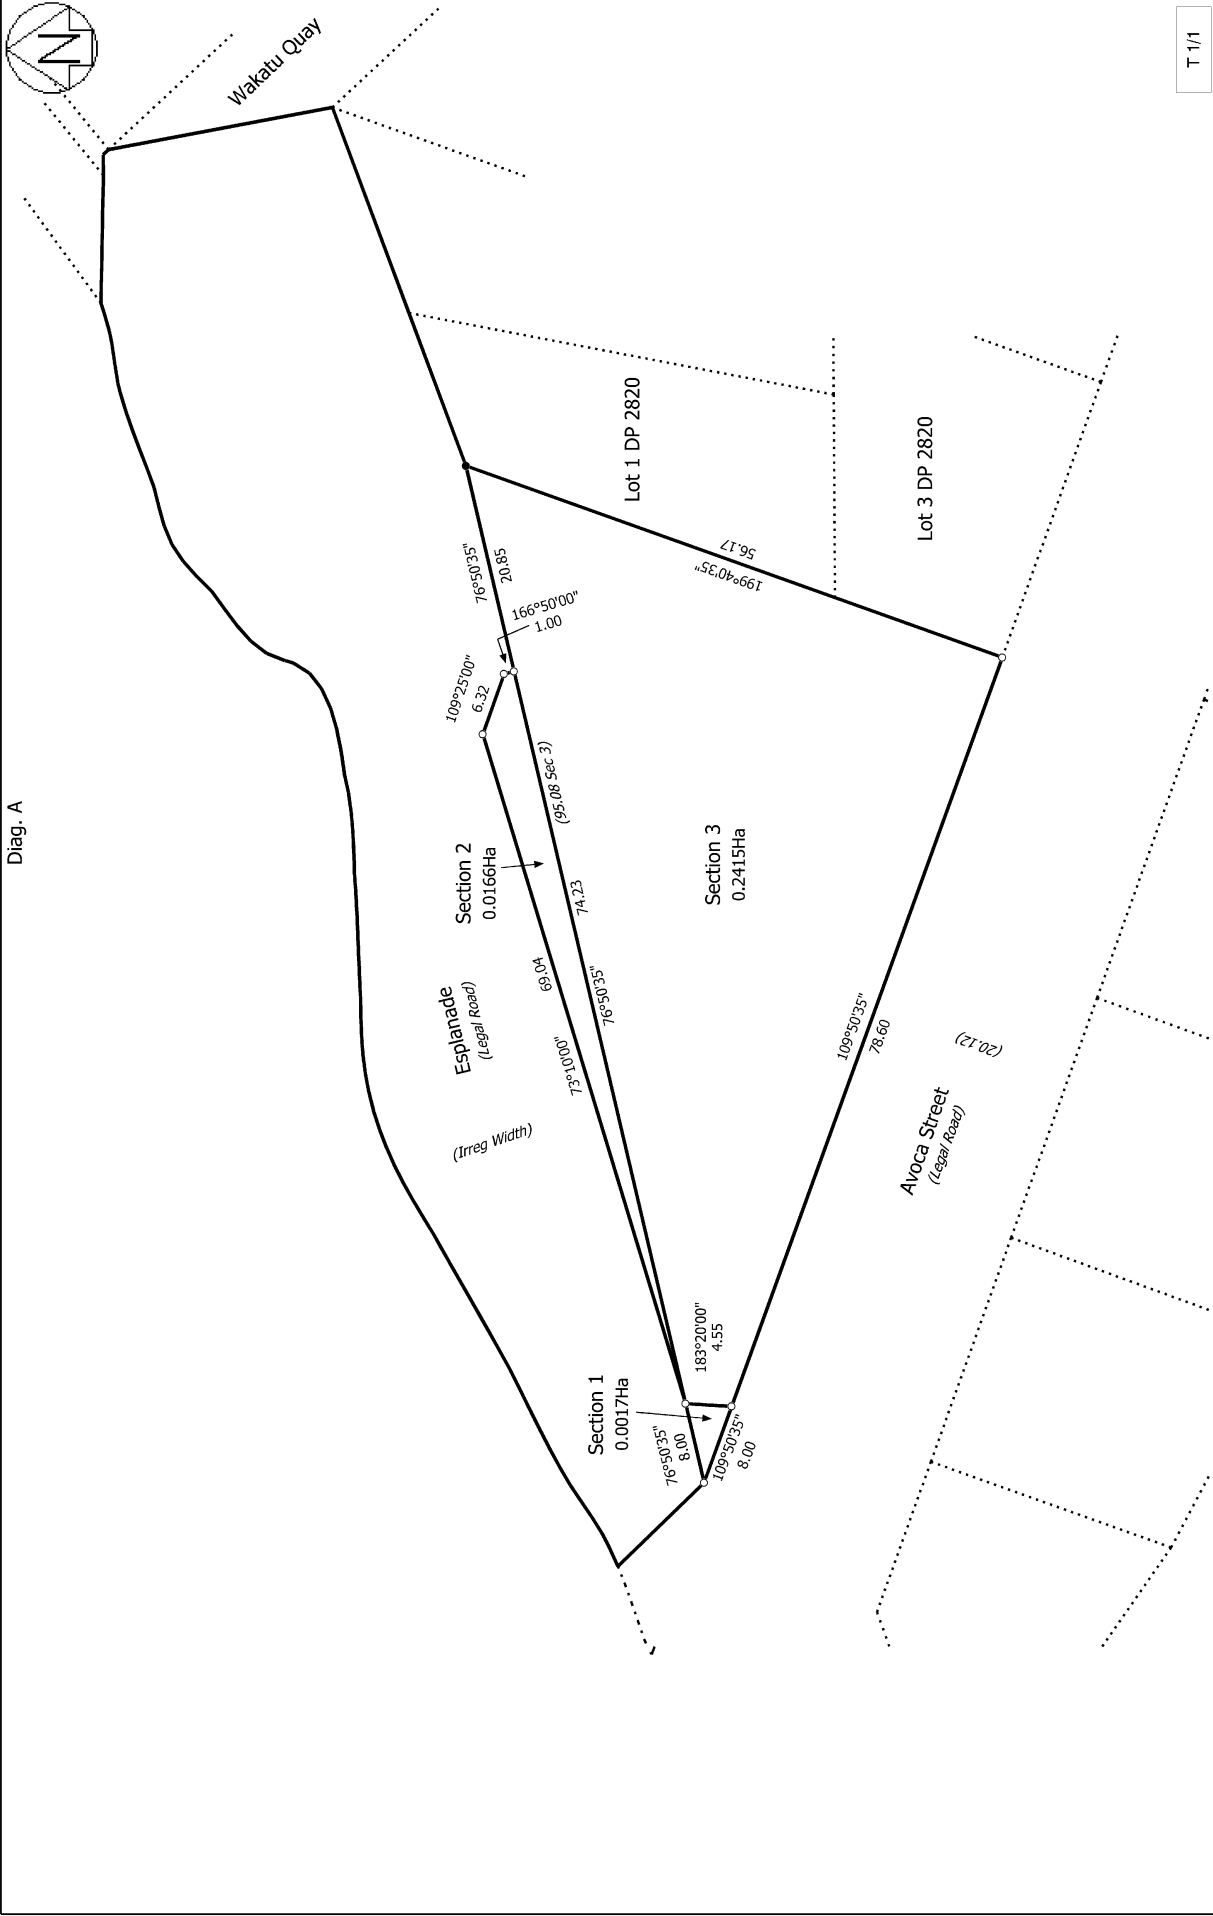 Diag. A
N
Wakatu Quay
T 1/1
Lot 1 DP 2820
Lot 3 DP 2820
76°50'35"
20.85
166°50'00"
1.00
109°25'00"
6.32
56.17
199°40'35"
(95.08 Sec 3)
Section 2
0.0166Ha
74.23
76°50'35"
Section 3
0.2415Ha
69.04
73°10'00"
Esplanade
(Legal Road)
(Irreg Width)
109°50'35"
78.60
(20.12)
Avoca Street
(Legal Road)
183°20'00"
4.55
Section 1
0.0017Ha
76°50'35"
8.00
109°50'35"
8.00